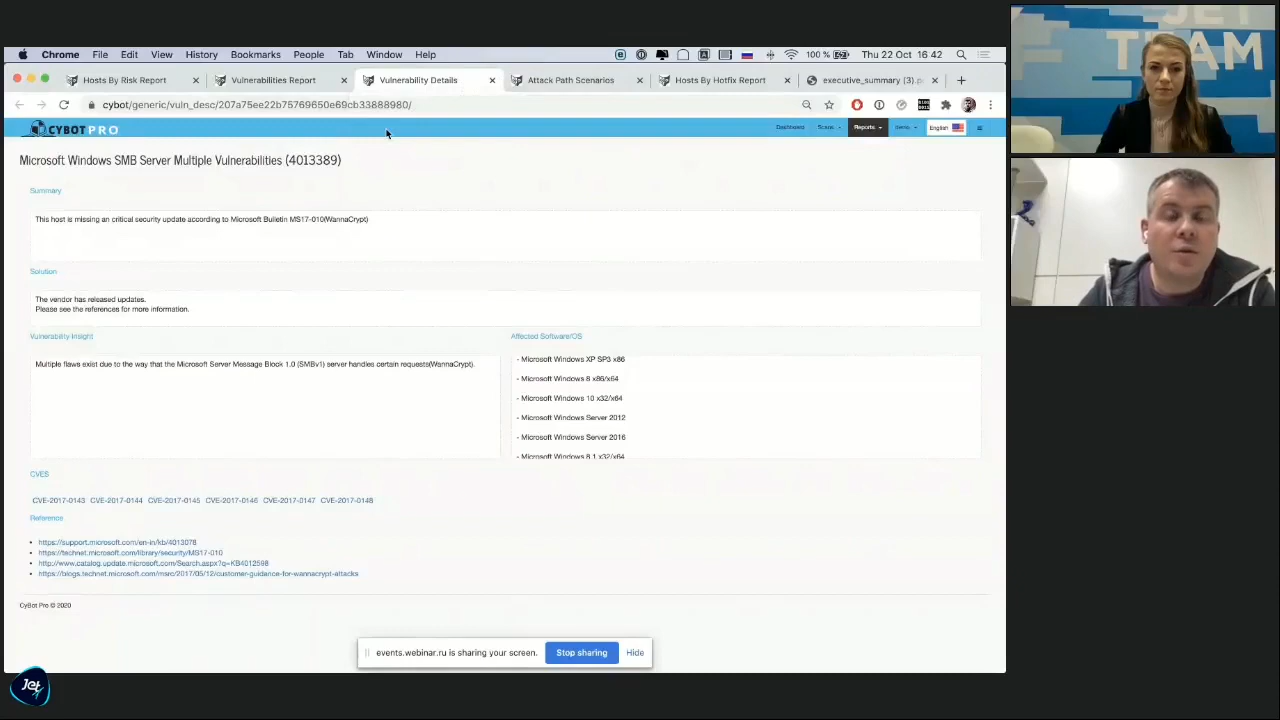 Chrome File Edit View History Bookmarks People Tab Window Help
100 % Thu 22 Oct 16:42
Hosts By Risk Report
Vulnerabilities Report
Vulnerability Details
Attack Path Scenarios
Hosts By Hotfix Report
executive_summary (3).p
cybot/generic/vuln_desc/207a75ee22b75769650e69cb33888980/
CYBOT PRO
Dashboard Scans Reports English
Microsoft Windows SMB Server Multiple Vulnerabilities (4013389)
Summary
This host is missing an critical security update according to Microsoft Bulletin MS17-010(WannaCrypt)
Solution
The vendor has released updates.
Please see the references for more information.
Vulnerability Insight
Multiple flaws exist due to the way that the Microsoft Server Message Block 1.0 (SMBv1) server handles certain requests(WannaCrypt).
Affected Software/OS
- Microsoft Windows XP SP3 x86
- Microsoft Windows 8 x86/x64
- Microsoft Windows 10 x32/x64
- Microsoft Windows Server 2012
- Microsoft Windows Server 2016
- Microsoft Windows 8.1 x32/x64
CVES
CVE-2017-0143 CVE-2017-0144 CVE-2017-0145 CVE-2017-0146 CVE-2017-0147 CVE-2017-0148
Reference
https://support.microsoft.com/en-in/kb/4013078
https://technet.microsoft.com/library/security/MS17-010
http://www.catalog.update.microsoft.com/Search.aspx?q=KB4012598
https://blogs.technet.microsoft.com/msrc/2017/05/12/customer-guidance-for-wannacrypt-attacks
CyBot Pro © 2020
events.webinar.ru is sharing your screen. Stop sharing Hide
Jet
JET
TEAM